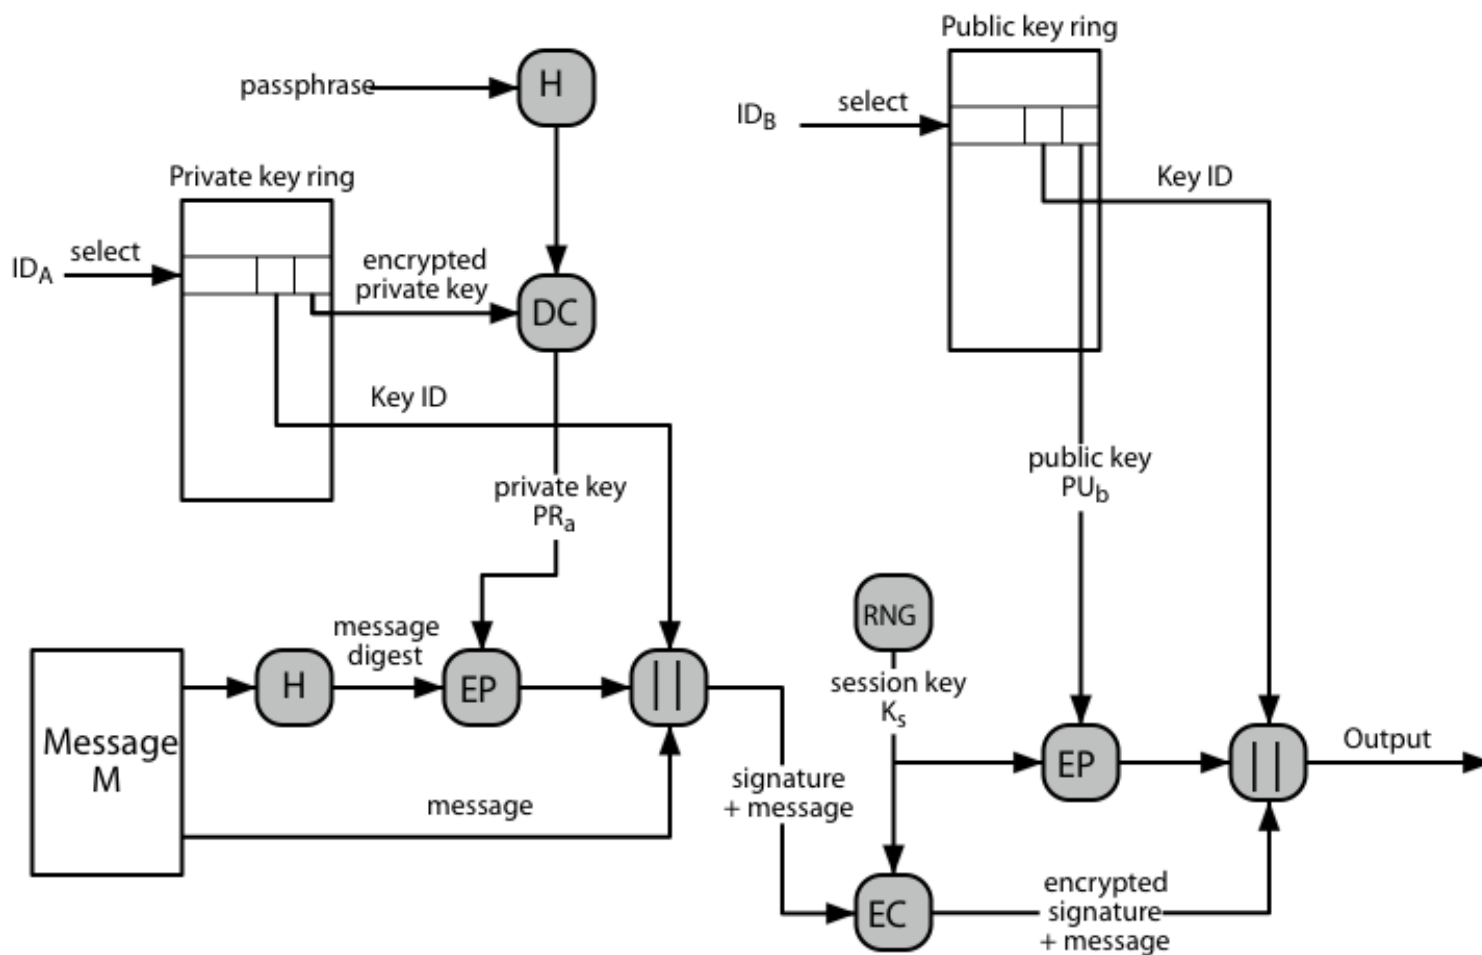 Public key ring
passphrase
H
ID_B
select
Private key ring
Key ID
ID_A
select
encrypted
private key
DC
Key ID
public key
PU_b
private key
PR_a
RNG
message
digest
session key
K_s
H
EP
||
Message
M
EP
||
Output
signature
+ message
message
EC
encrypted
signature
+ message